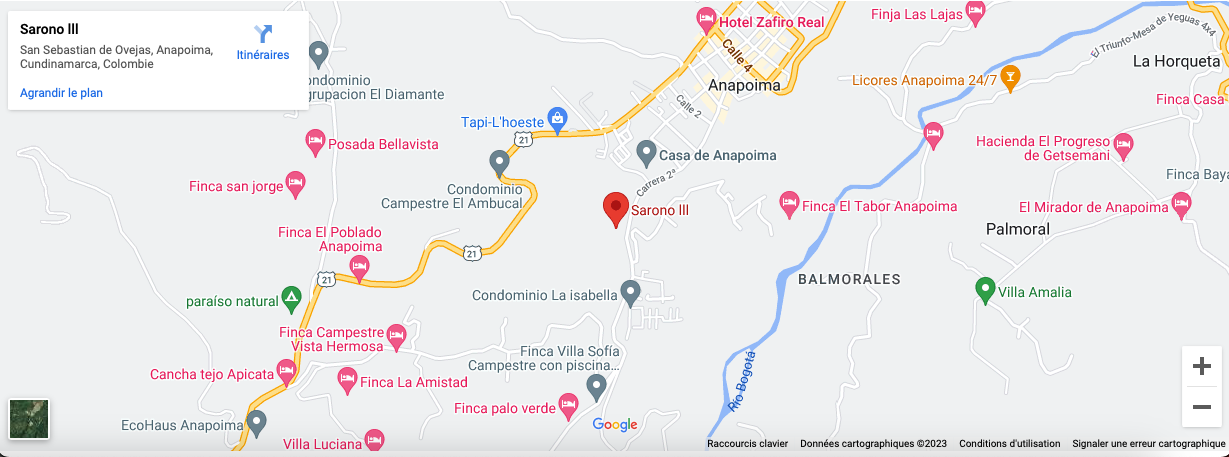 Sarono lll
San Sebastian de Ovejas, Anapoima,
Cundinamarca, Colombie
Itinéraires
Agrandir le plan
Hotel Zafiro Real
Finja Las Lajas
El Triunfo-Mesa de Yeguas 4x4
La Horqueta
Calle 4
Licores Anapoima 24/7
Anapoima
ondominio
grupacion El Diamante
Calle 2
Finca Casa
Tapi-L'hoeste
21
Posada Bellavista
Casa de Anapoima
Hacienda El Progreso
de Getsemani
Finca san jorge
Condominio
Campestre El Ambucal
Carrera 2ª
Finca Baya
Sarono lll
Finca El Tabor Anapoima
El Mirador de Anapoima
Palmoral
Finca El Poblado
Anapoima
21
21
BALMORALES
paraíso natural
Condominio La isabella
Villa Amalia
Finca Campestre
Vista Hermosa
Finca Villa Sofía
Campestre con piscina...
Cancha tejo Apicata
Finca La Amistad
Río Bogotá
Finca palo verde
EcoHaus Anapoima
Google
Villa Luciana
Raccourcis clavier
Données cartographiques ©2023
Conditions d'utilisation
Signaler une erreur cartographique